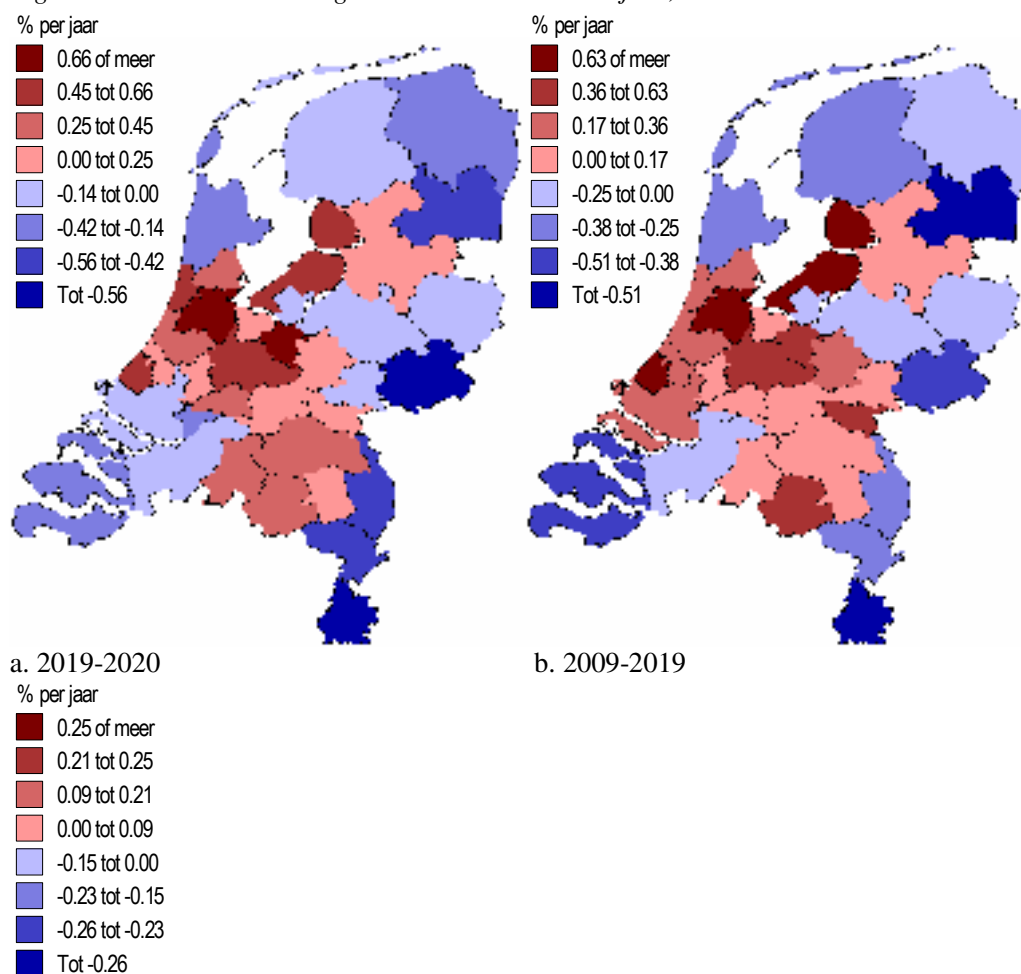 % per jaar
0.66 of meer
0.45 tot 0.66
0.25 tot 0.45
0.00 tot 0.25
-0.14 tot 0.00
-0.42 tot -0.14
-0.56 tot -0.42
Tot -0.56
% per jaar
0.63 of meer
0.36 tot 0.63
0.17 tot 0.36
0.00 tot 0.17
-0.25 tot 0.00
-0.38 tot -0.25
-0.51 tot -0.38
Tot -0.51
a. 2019-2020
b. 2009-2019
% per jaar
0.25 of meer
0.21 tot 0.25
0.09 tot 0.21
0.00 tot 0.09
-0.15 tot 0.00
-0.23 tot -0.15
-0.26 tot -0.23
Tot -0.26